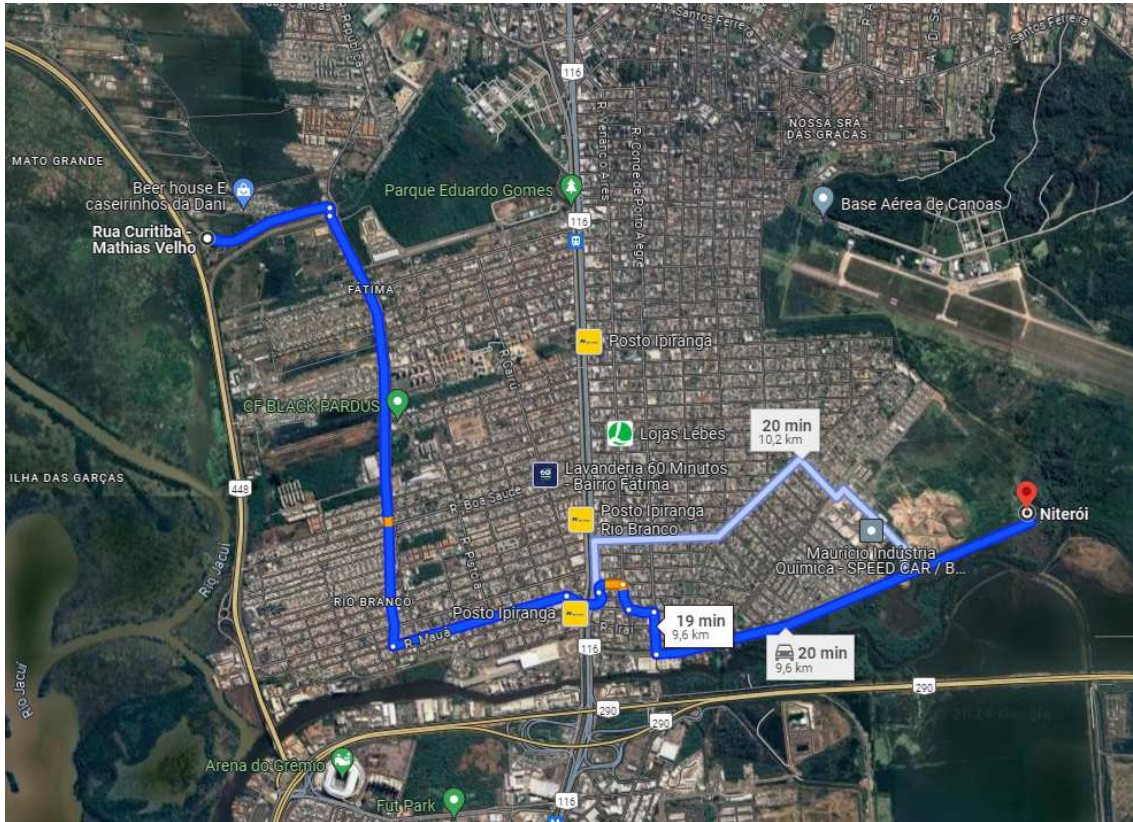 R. República
Av. Santos Ferreira
Av. Santos Ferreira
116
NOSSA SRA
DAS GRAÇAS
MATO GRANDE
R. Venâncio Aires
R. Conde de Porto Alegre
Beer house E
caseirinhos da Dani
Parque Eduardo Gomes
Base Aérea de Canoas
116
Rua Curitiba -
Mathias Velho
FÁTIMA
Posto Ipiranga
R. Caruí
CF BLACK PARDUS
20 min
10,2 km
Lojas Lebes
ILHA DAS GARÇAS
448
Lavanderia 60 Minutos
- Bairro Fátima
R. Boa Saúde
Posto Ipiranga
Rio Branco
Niterói
Mauricio Indústria
Química - SPEED CAR / B...
Rio Jacuí
R. Pistóia
RIO BRANCO
Posto Ipiranga
19 min
9,6 km
R. Mauá
R. Iraí
116
20 min
9,6 km
Rio Jacuí
290
290
290
Arena do Grêmio
Fut Park
116